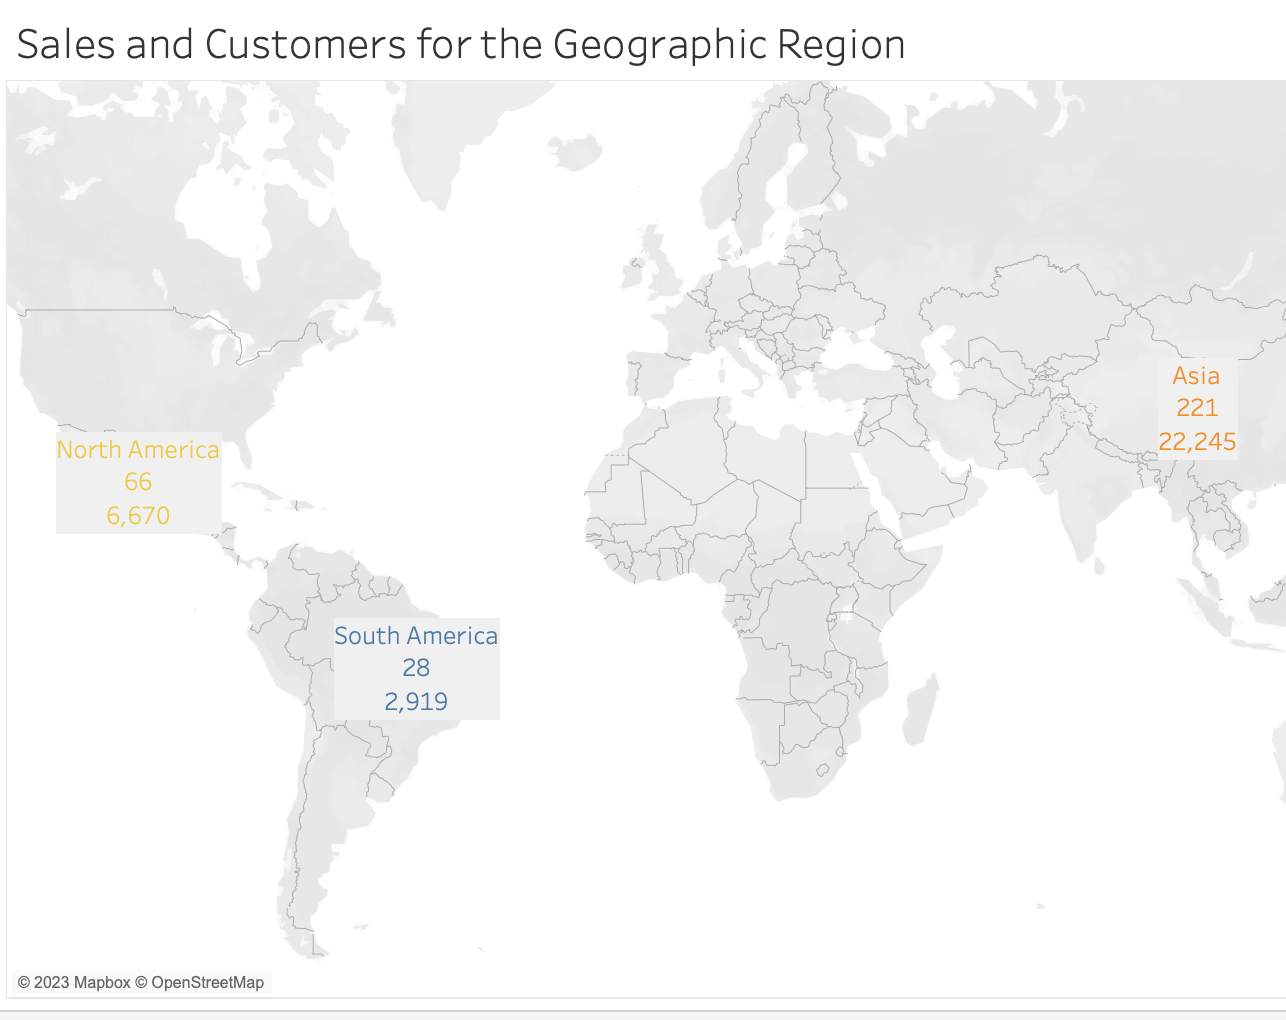 Sales and Customers for the Geographic Region
North America
66
6,670
South America
28
2,919
Asia
221
22,245
© 2023 Mapbox © OpenStreetMap